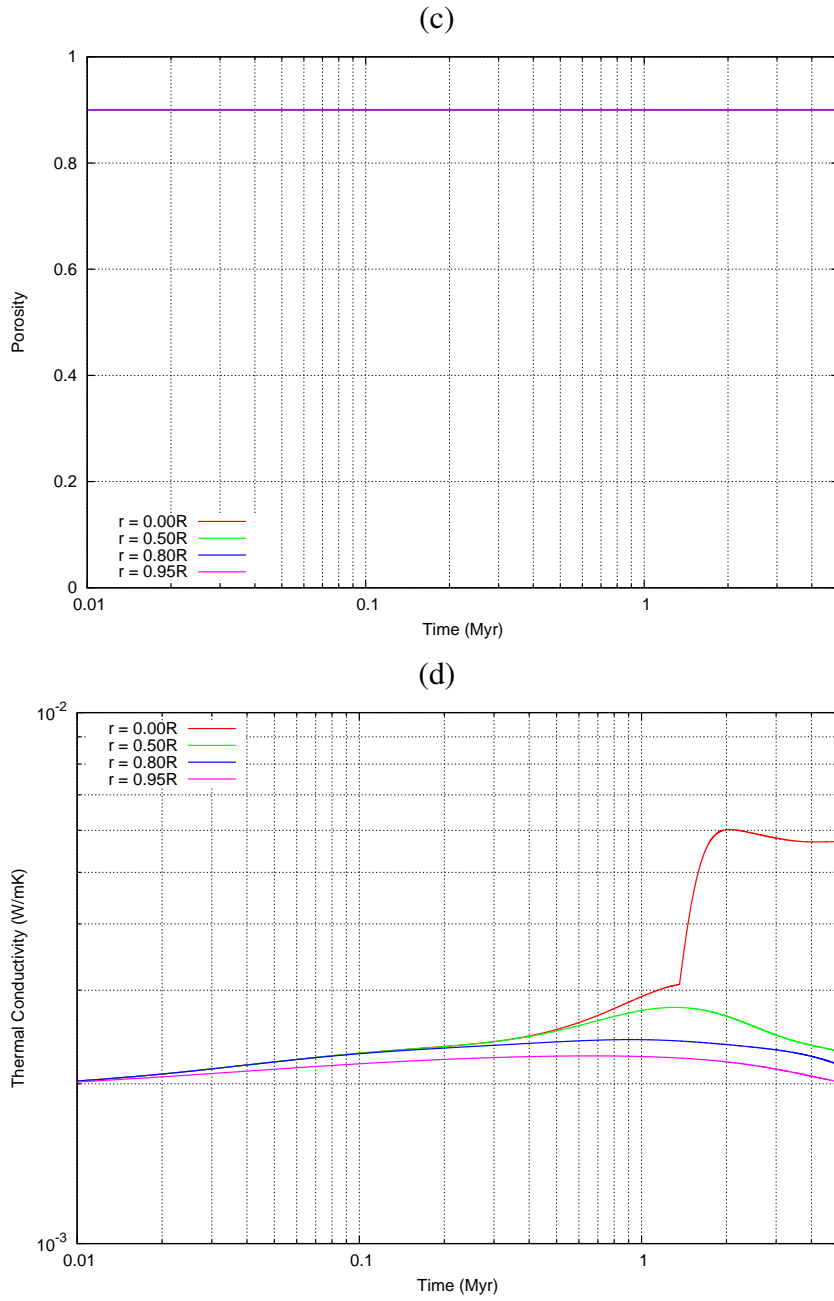 (c)
1
0.8
0.6
0.4
0.2
0
Porosity
r = 0.00R
r = 0.50R
r = 0.80R
r = 0.95R
0.01
0.1
1
Time (Myr)
(d)
10-2
10-3
Thermal Conductivity (W/mK)
r = 0.00R
r = 0.50R
r = 0.80R
r = 0.95R
0.01
0.1
1
Time (Myr)